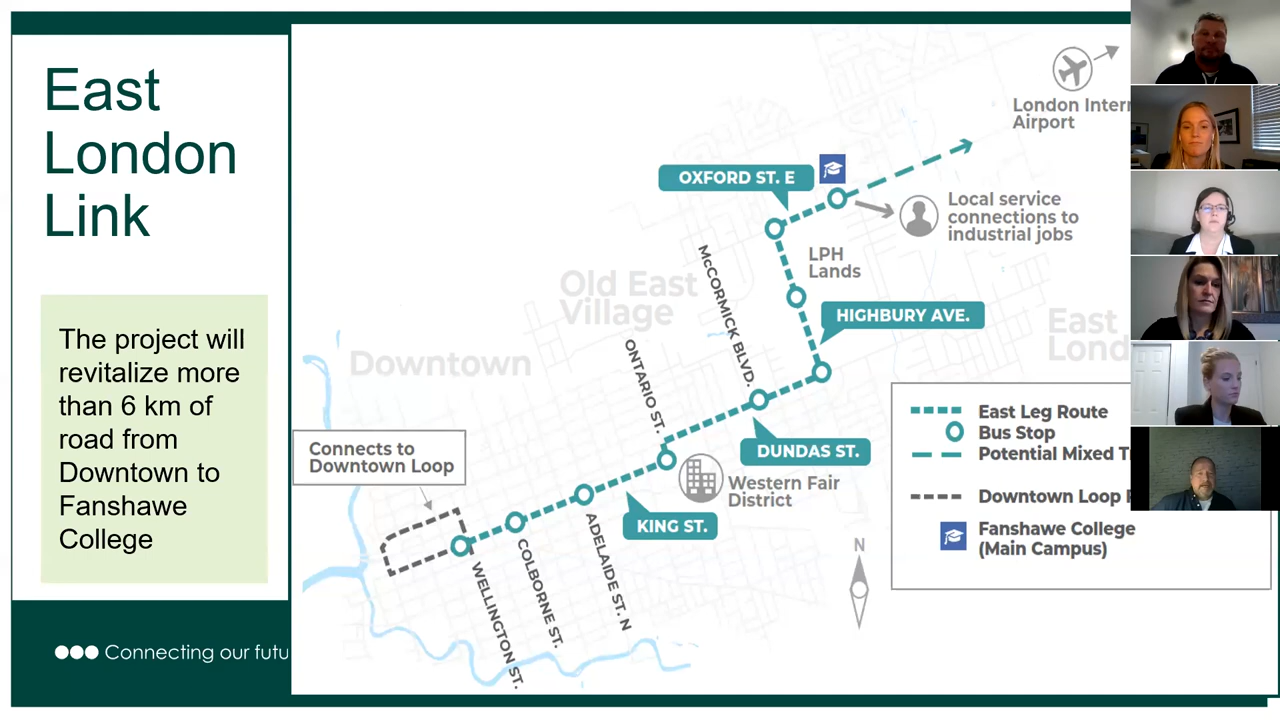 East
London
Link
The project will
revitalize more
than 6 km of
road from
Downtown to
Fanshawe
College
Connecting our futu
London Inter
Airport
OXFORD ST. E
Local service
connections to
industrial jobs
LPH
Lands
McCORMICK BLVD.
Old East
Village
HIGHBURY AVE.
East
Lond
Downtown
ONTARIO ST.
Connects to
Downtown Loop
DUNDAS ST.
Western Fair
District
KING ST.
ADELAIDE ST. N
COLBORNE ST.
WELLINGTON ST.
N
East Leg Route
Bus Stop
Potential Mixed T
Downtown Loop
Fanshawe College
(Main Campus)